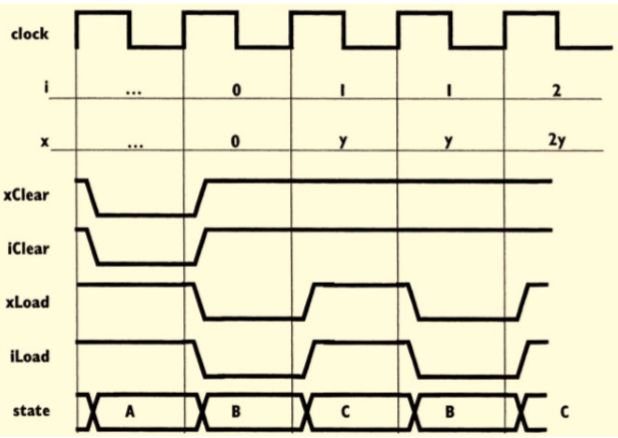 clock
i ... 0 1 1 2
x ... 0 y y 2y
xClear
iClear
xLoad
iLoad
state A B C B C